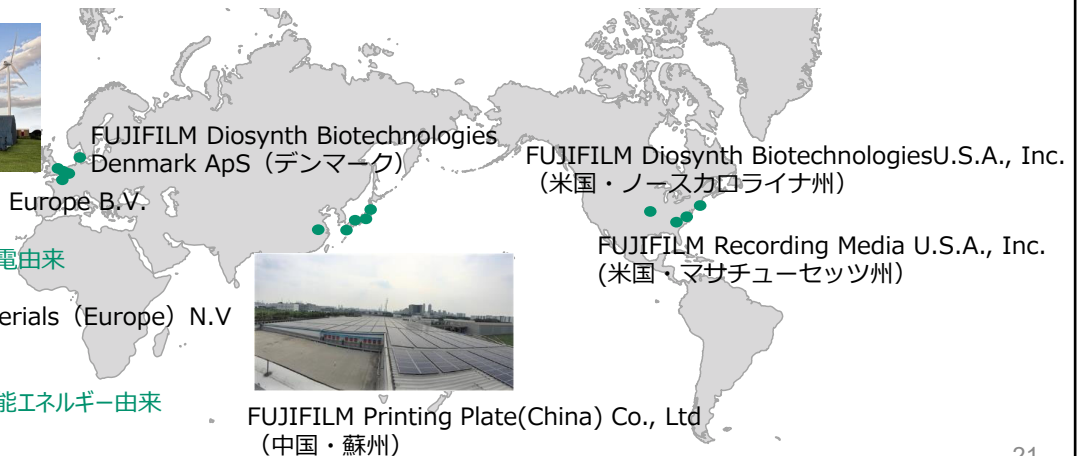 FUJIFILM Diosynth Biotechnologies
Denmark ApS（デンマーク）
FUJIFILM Diosynth BiotechnologiesU.S.A., Inc.
（米国・ノースカロライナ州）
Europe B.V.
電由来
FUJIFILM Recording Media U.S.A., Inc.
(米国・マサチューセッツ州）
erials（Europe）N.V
能エネルギー由来
FUJIFILM Printing Plate(China) Co., Ltd
（中国・蘇州）
21